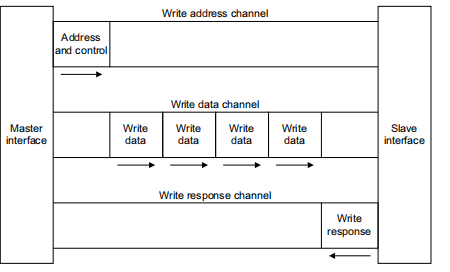 Write address channel
Address
and control
Write data channel
Master
interface
Write
data
Write
data
Write
data
Write
data
Slave
interface
Write response channel
Write
response